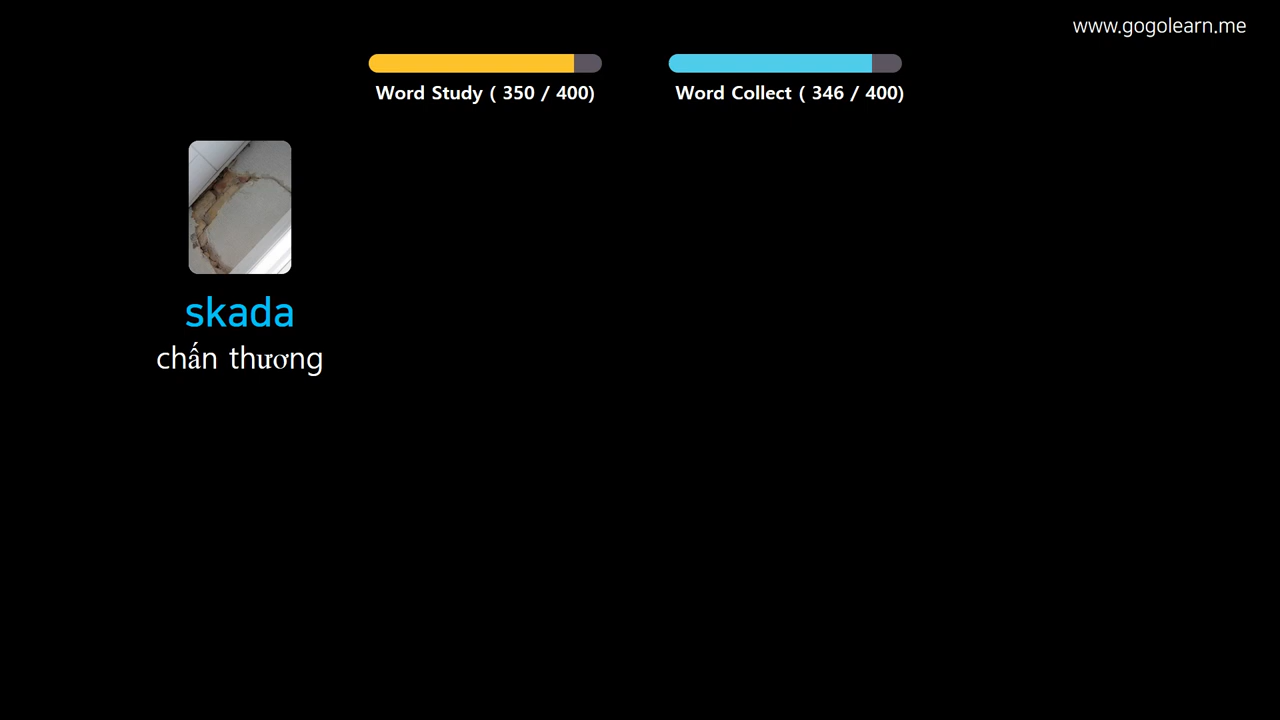 www.gogolearn.me
Word Study ( 350 / 400)
Word Collect ( 346 / 400)
skada
chấn thương